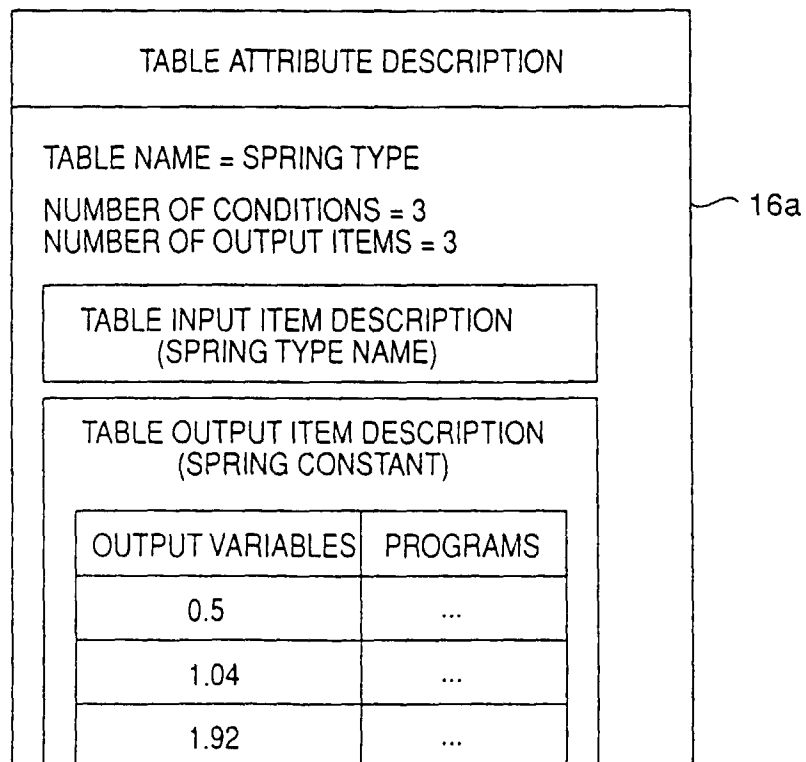 TABLE ATTRIBUTE DESCRIPTION
TABLE NAME = SPRING TYPE
16a
NUMBER OF CONDITIONS = 3
NUMBER OF OUTPUT ITEMS = 3
TABLE INPUT ITEM DESCRIPTION
(SPRING TYPE NAME)
TABLE OUTPUT ITEM DESCRIPTION
(SPRING CONSTANT)
OUTPUT VARIABLES PROGRAMS
0.5 ...
1.04 ...
1.92 ...